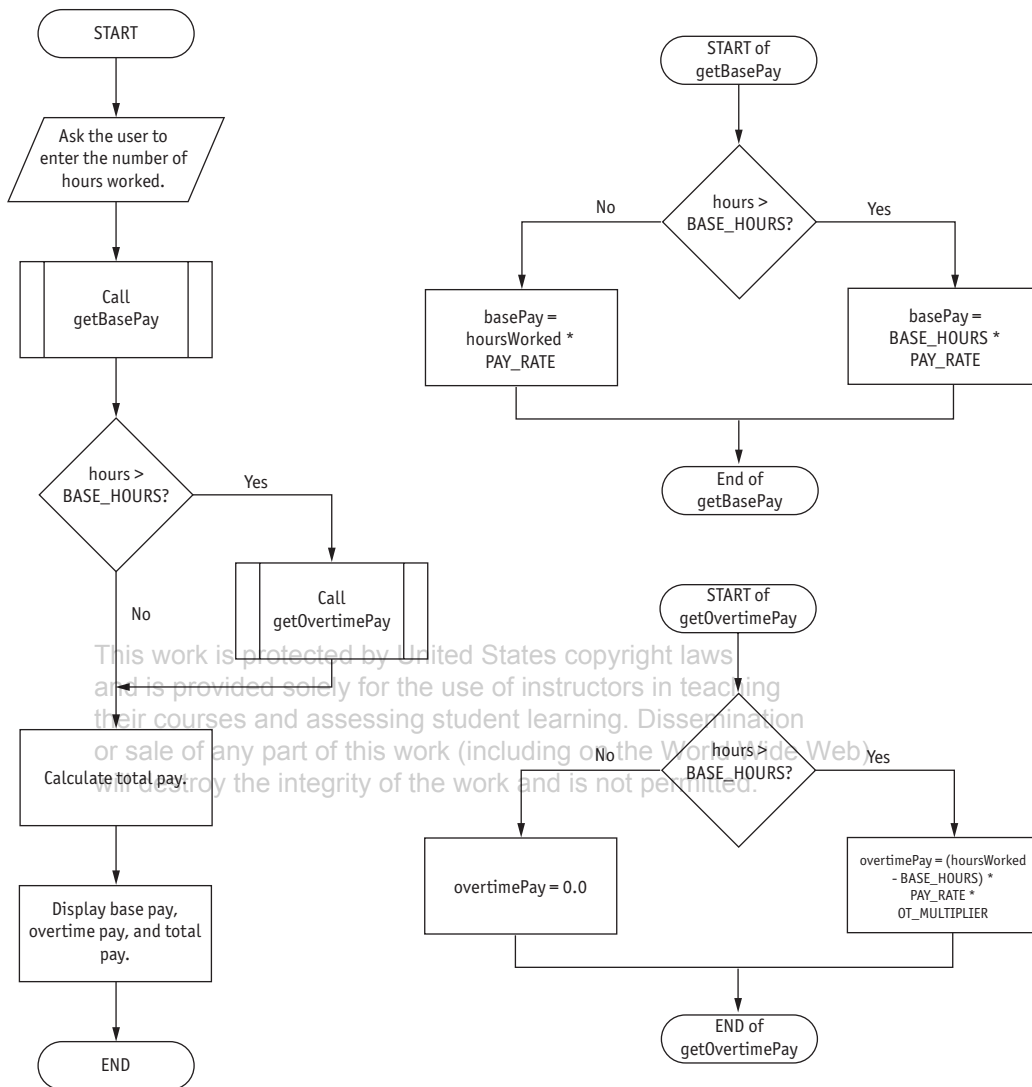 START
Ask the user to
enter the number of
hours worked.
Call
getBasePay
hours >
BASE_HOURS?
Yes
No
Call
getOvertimePay
Calculate total pay.
Display base pay,
overtime pay, and total
pay.
END
START of
getBasePay
hours >
BASE_HOURS?
No
Yes
basePay =
hoursWorked *
PAY_RATE
basePay =
BASE_HOURS *
PAY_RATE
End of
getBasePay
START of
getOvertimePay
hours >
BASE_HOURS?
No
Yes
overtimePay = 0.0
overtimePay = (hoursWorked
- BASE_HOURS) *
PAY_RATE *
OT_MULTIPLIER
END of
getOvertimePay
This work is protected by United States copyright laws
and is provided solely for the use of instructors in teaching
their courses and assessing student learning. Dissemination
or sale of any part of this work (including on the World Wide Web)
will destroy the integrity of the work and is not permitted.